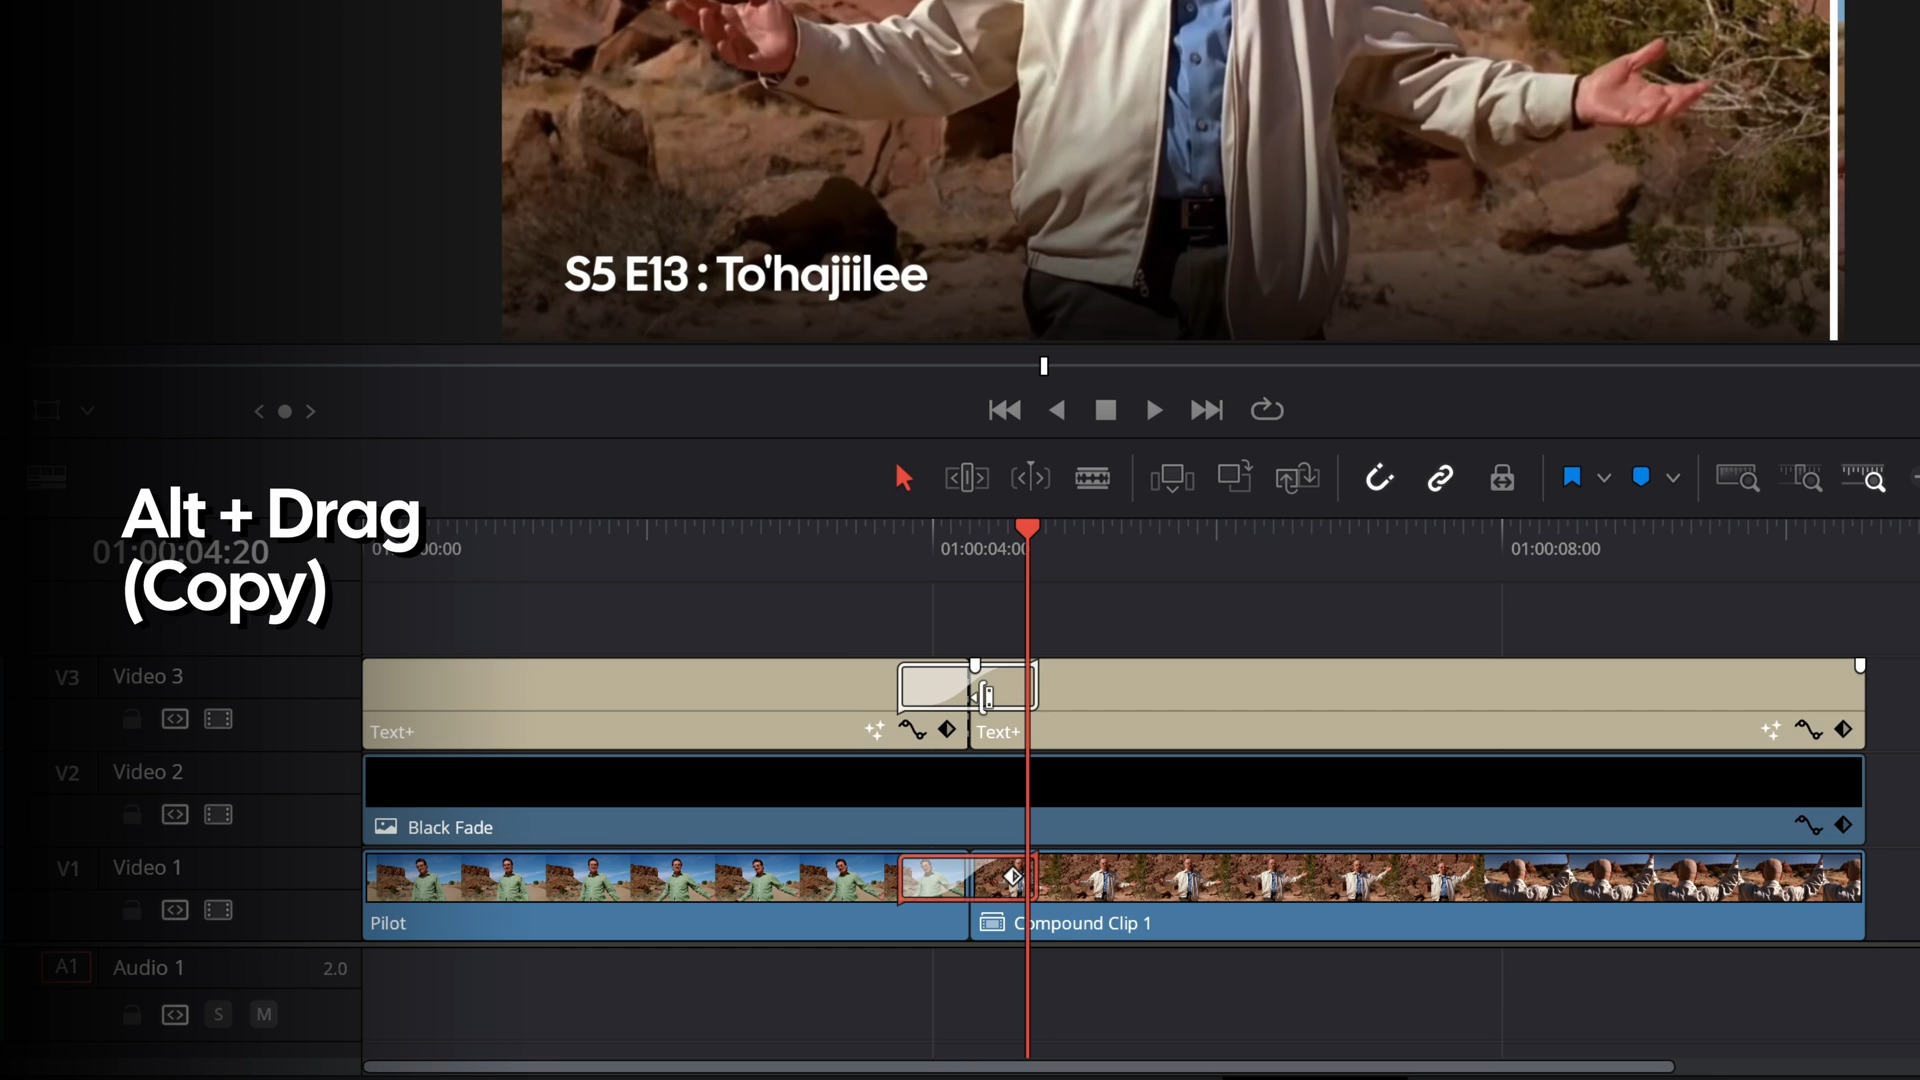 S5 E13 : To'hajiilee
Alt + Drag
(Copy)
01:00:04:20
01:00:04:00
01:00:08:00
V3 Video 3
Text+
Text+
V2 Video 2
Black Fade
V1 Video 1
Pilot
Compound Clip 1
A1 Audio 1 2.0
S M